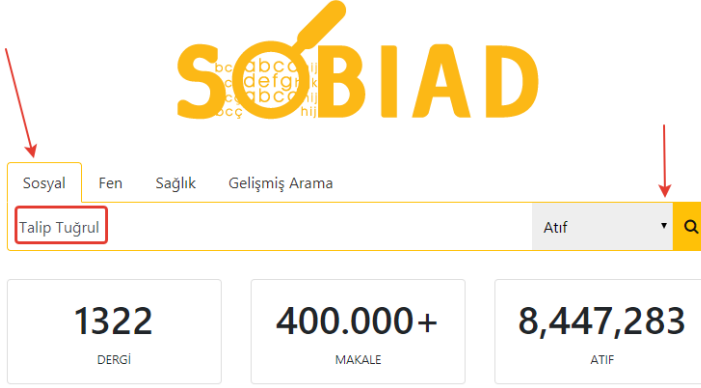 SOBIAD
Sosyal Fen Sağlık Gelişmiş Arama
Talip Tuğrul Atıf
1322 400.000+ 8,447,283
DERGİ MAKALE ATIF